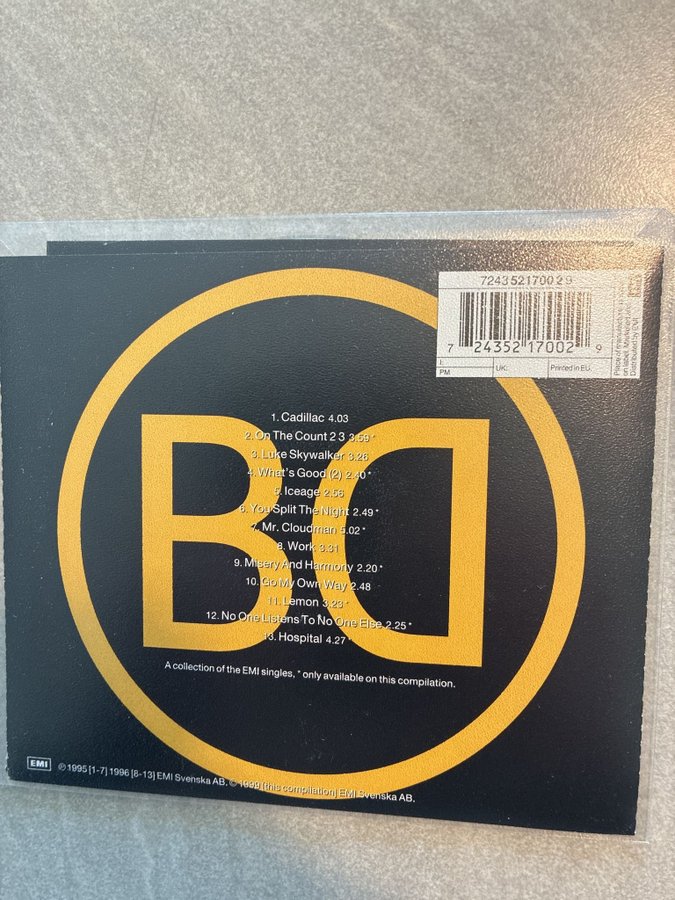 72435217002 9
7 24352 17002 9
I:
PM
UK:
Printed in EU.
Distributed by EMI.
BD
1. Cadillac 4.03
2. On The Count 2 3 3.59 *
3. Luke Skywalker 3.26
4. What's Good (2) 2.40 *
5. Iceage 2.56
6. You Split The Night 2.49 *
7. Mr. Cloudman 5.02 *
8. Work 3.31
9. Misery And Harmony 2.20 *
10. Go My Own Way 2.48
11. Lemon 3.23 *
12. No One Listens To No One Else 2.25 *
13. Hospital 4.27
A collection of the EMI singles, * only available on this compilation.
EMI ℗ 1995 [1-7] 1996 [8-13] EMI Svenska AB. © 1999 [this compilation] EMI Svenska AB.